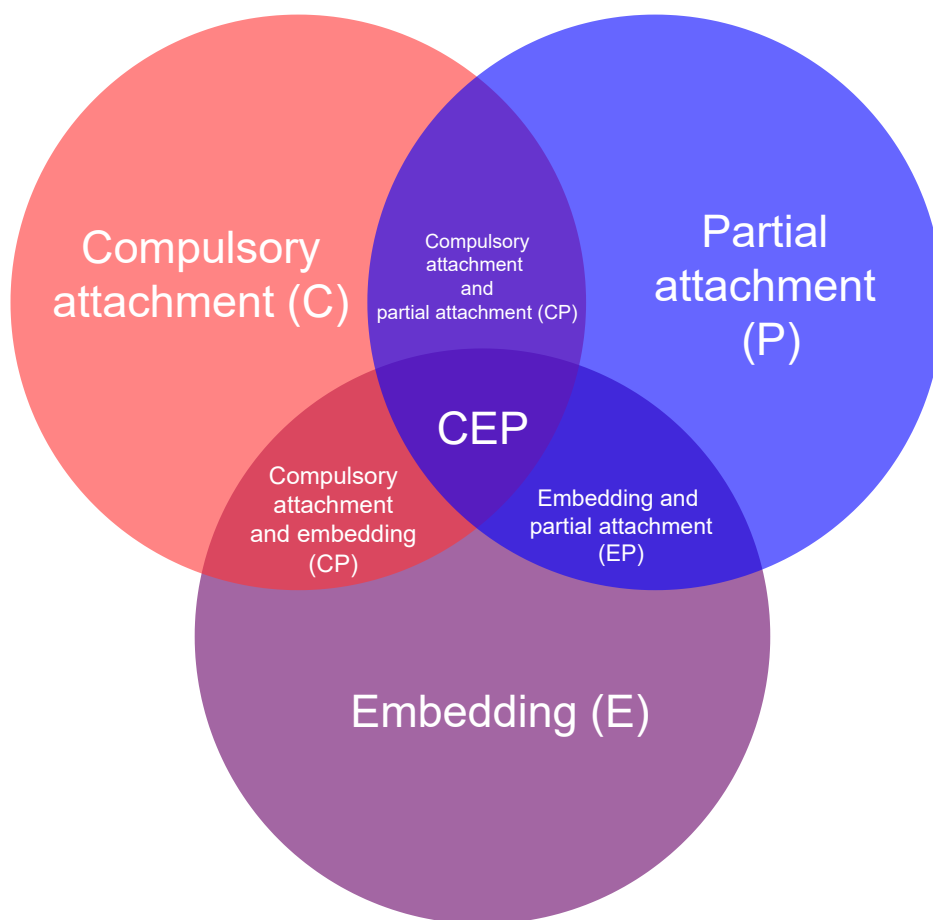 Compulsory
attachment (C)
Partial
attachment
(P)
Compulsory
attachment
and
partial attachment (CP)
CEP
Compulsory
attachment
and embedding
(CP)
Embedding and
partial attachment
(EP)
Embedding (E)